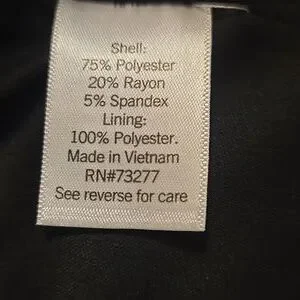 Shell:
75% Polyester
20% Rayon
5% Spandex
Lining:
100% Polyester.
Made in Vietnam
RN#73277
See reverse for care